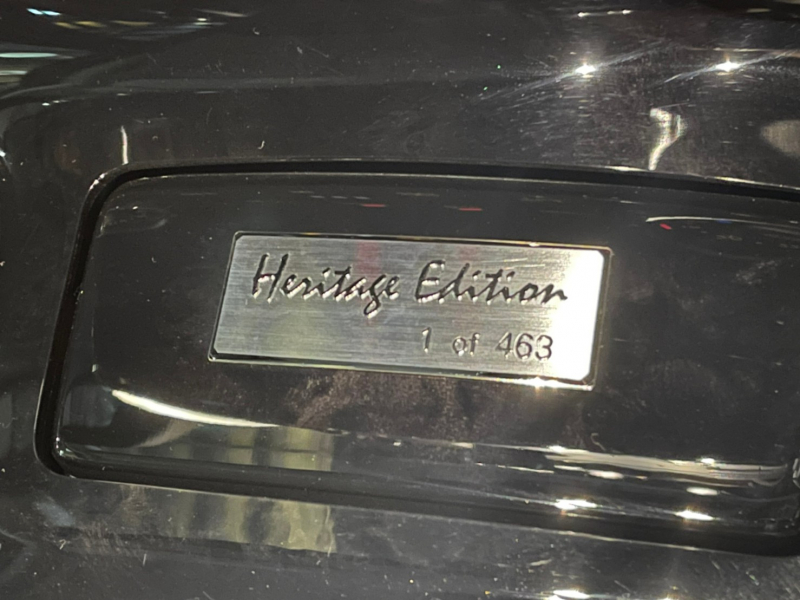 Heritage Edition
1 of 463